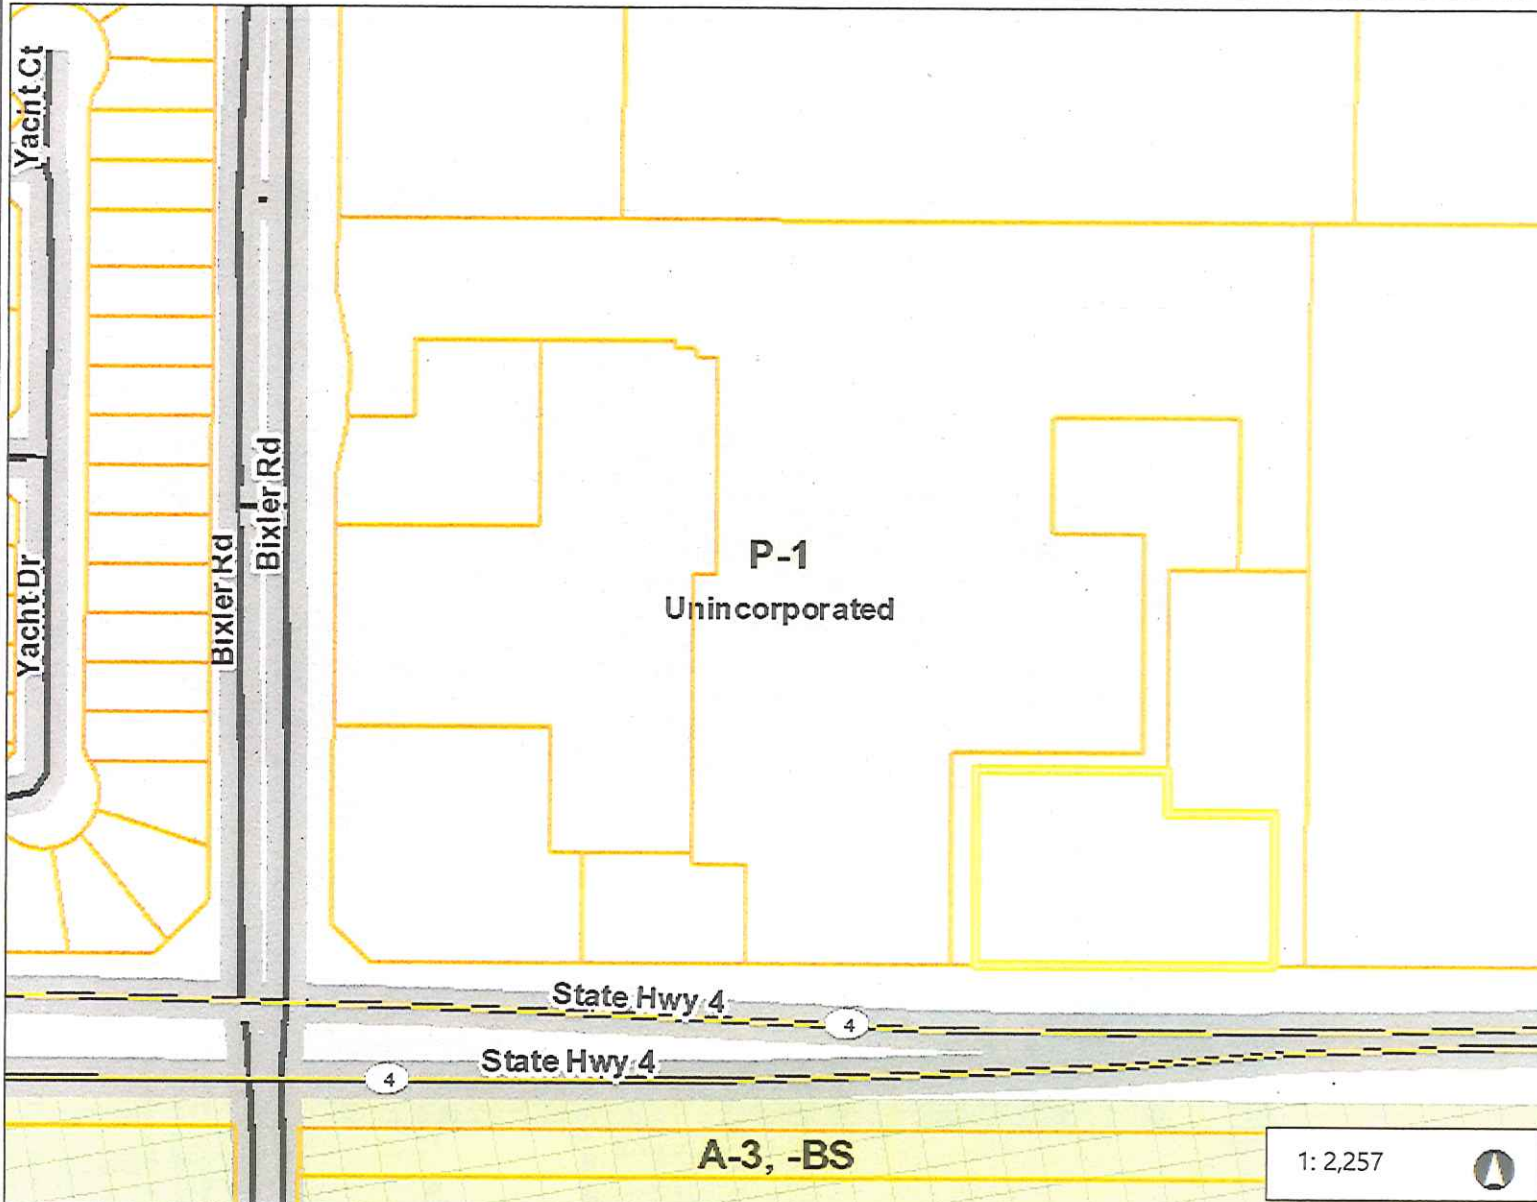 Yacht Ct
Bixler Rd
Bixler Rd
Yacht Dr
P-1
Unincorporated
State Hwy 4
4
State Hwy 4
4
A-3, -BS
1: 2,257